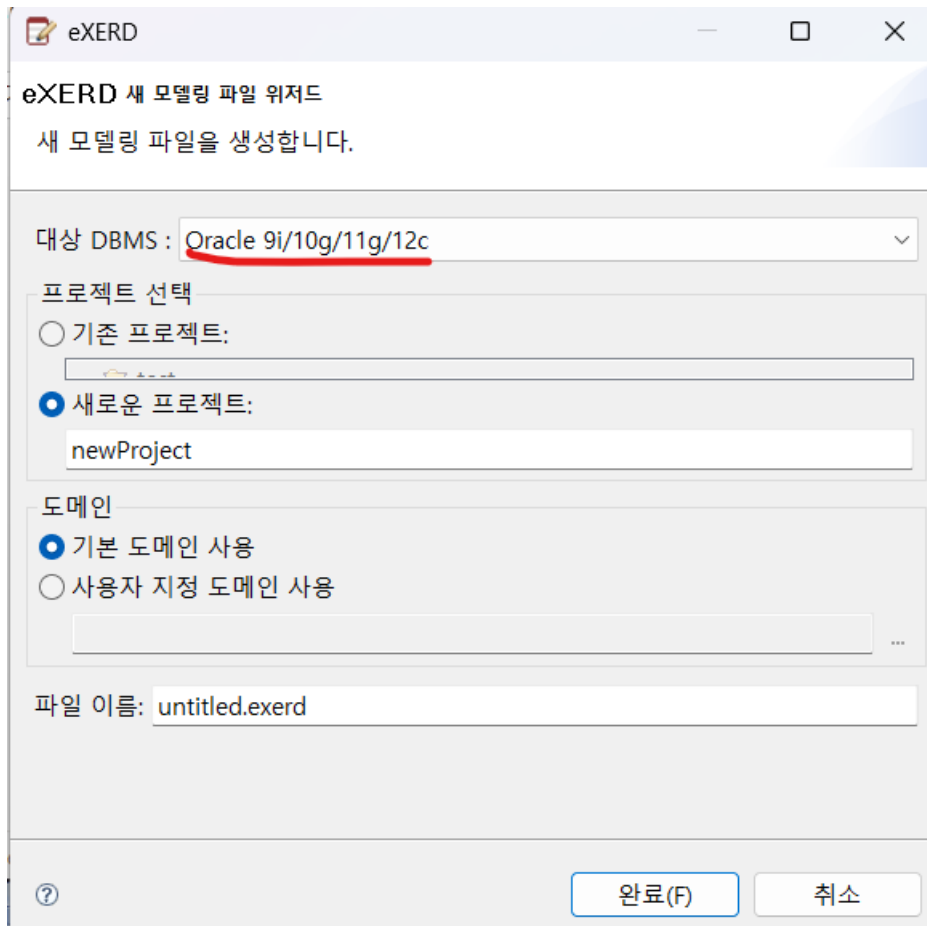 eXERD
eXERD 새 모델링 파일 위저드
새 모델링 파일을 생성합니다.
대상 DBMS : Oracle 9i/10g/11g/12c
프로젝트 선택
기존 프로젝트:
새로운 프로젝트:
newProject
도메인
기본 도메인 사용
사용자 지정 도메인 사용
...
파일 이름: untitled.exerd
완료(F) 취소